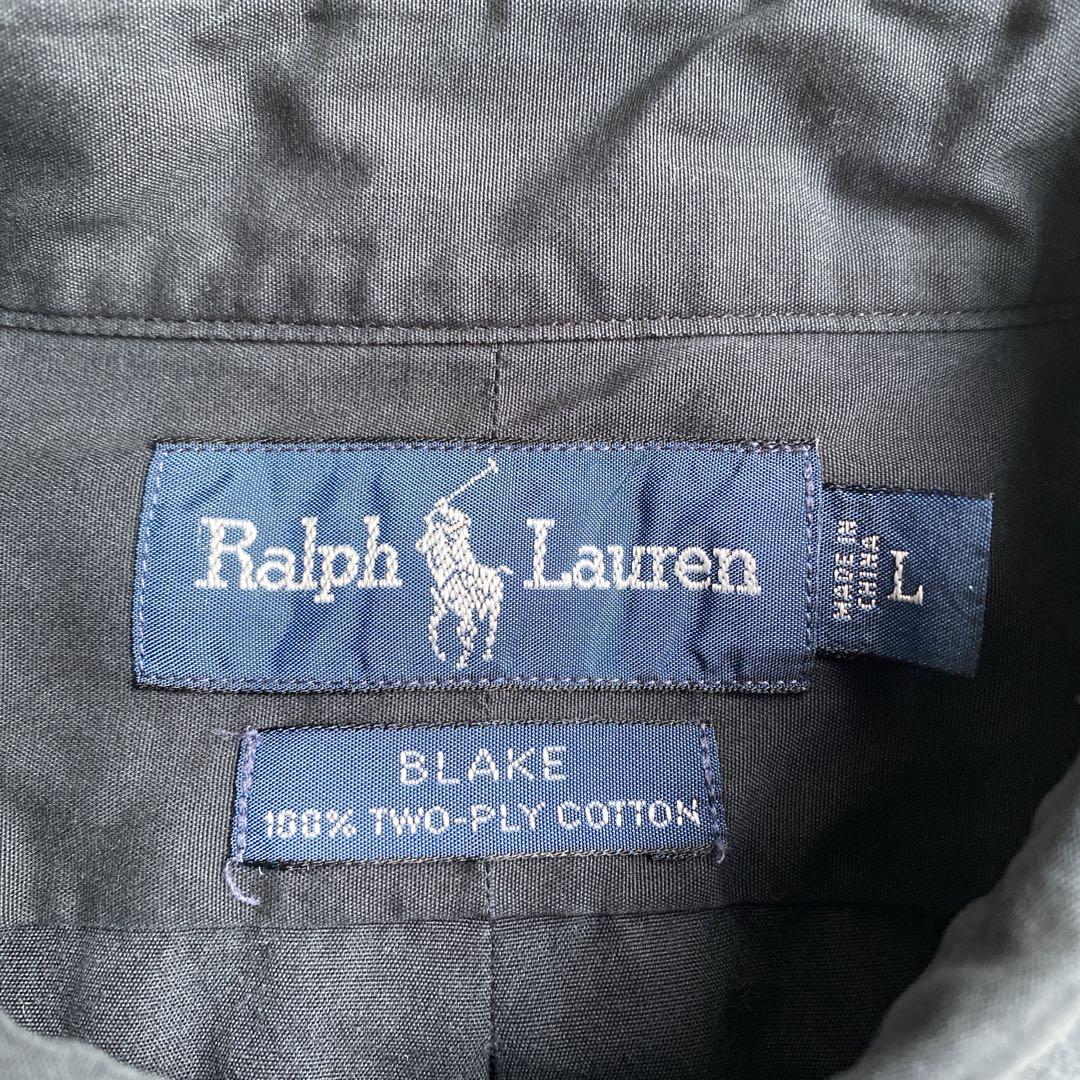 Ralph Lauren
MADE IN
CHINA
L
BLAKE
100% TWO-PLY COTTON